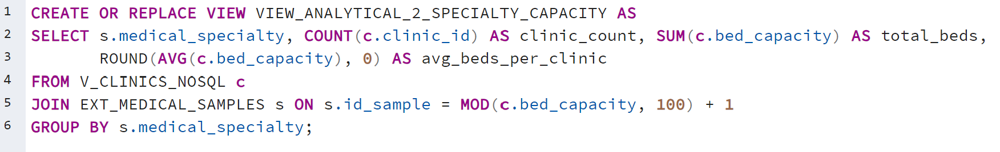 1 CREATE OR REPLACE VIEW VIEW_ANALYTICAL_2_SPECIALTY_CAPACITY AS
2 SELECT s.medical_specialty, COUNT(c.clinic_id) AS clinic_count, SUM(c.bed_capacity) AS total_beds,
3        ROUND(AVG(c.bed_capacity), 0) AS avg_beds_per_clinic
4 FROM V_CLINICS_NOSQL c
5 JOIN EXT_MEDICAL_SAMPLES s ON s.id_sample = MOD(c.bed_capacity, 100) + 1
6 GROUP BY s.medical_specialty;